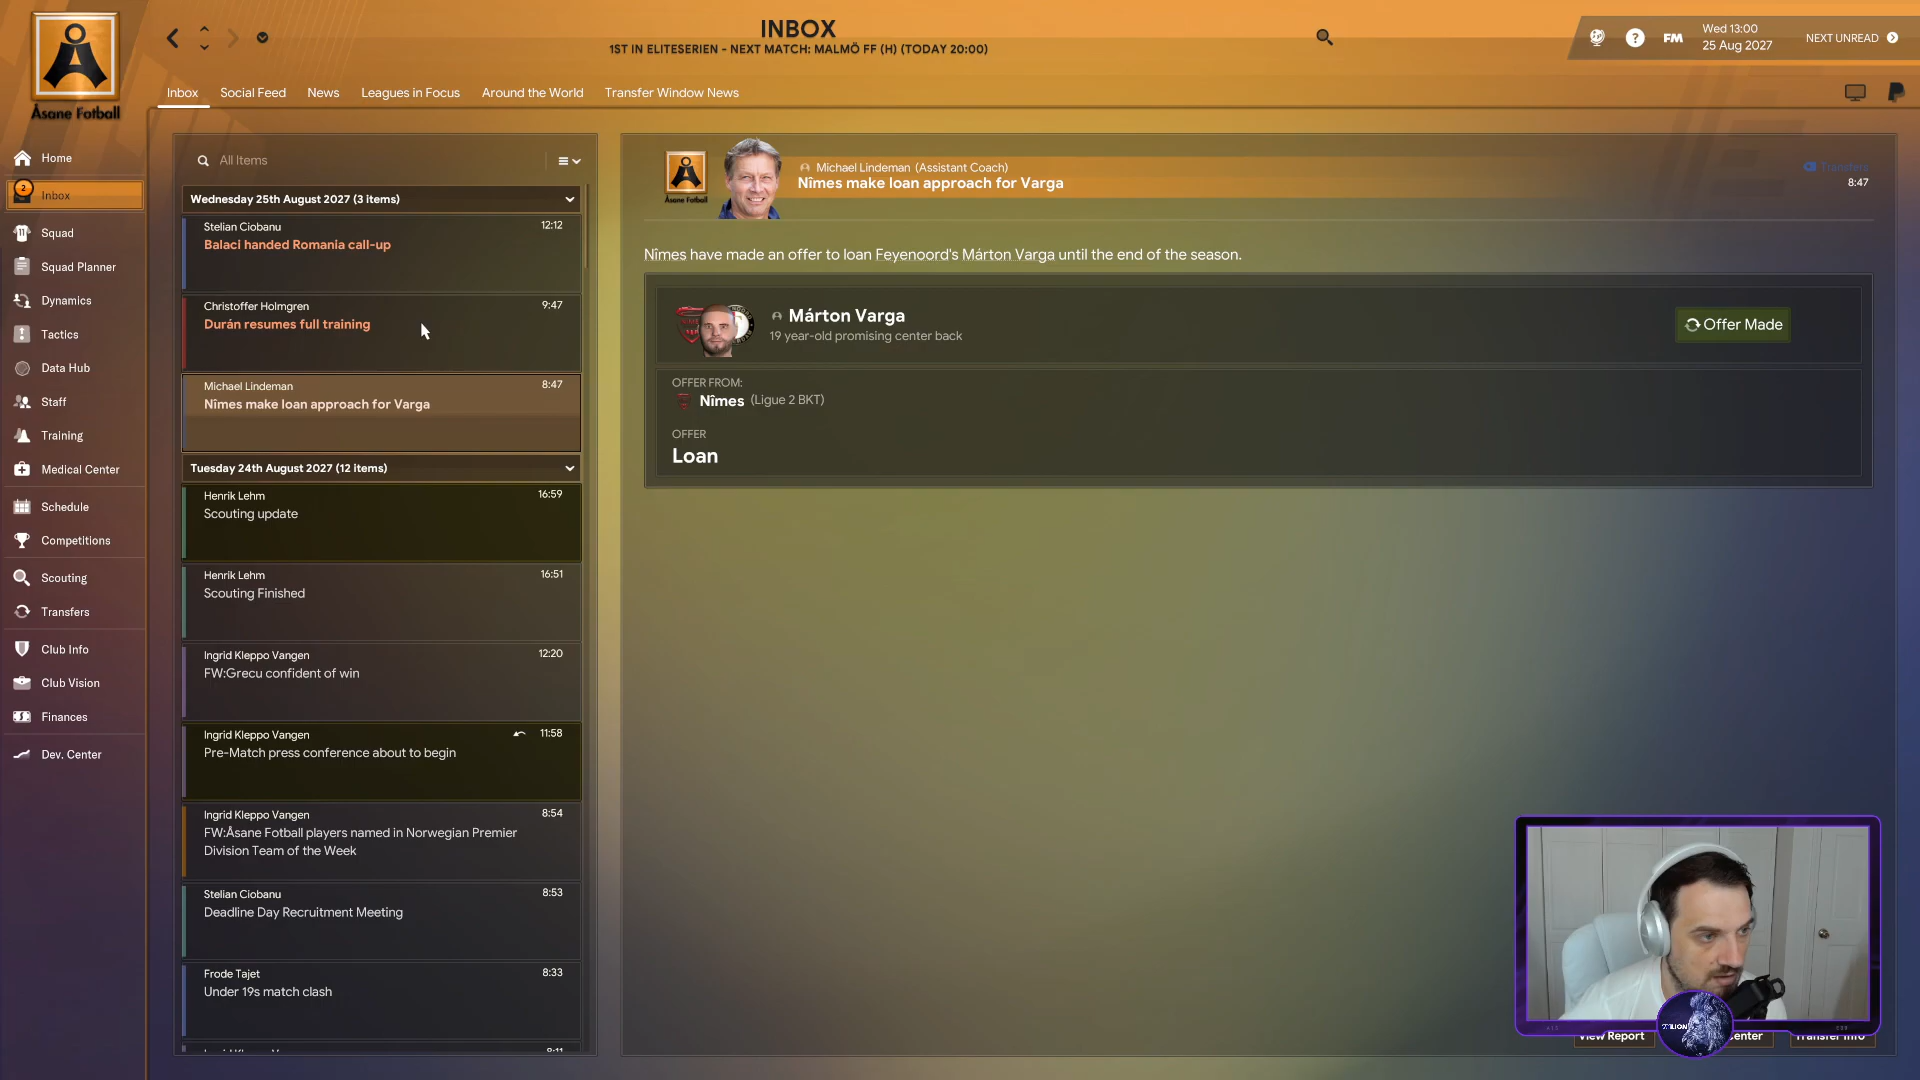 INBOX
1ST IN ELITESERIEN - NEXT MATCH: MALMÖ FF (H) (TODAY 20:00)
FM
Wed 13:00
25 Aug 2027
NEXT UNREAD
Åsane Fotball
Inbox
Social Feed
News
Leagues in Focus
Around the World
Transfer Window News
Home
2
Inbox
Squad
Squad Planner
Dynamics
Tactics
Data Hub
Staff
Training
Medical Center
Schedule
Competitions
Scouting
Transfers
Club Info
Club Vision
Finances
Dev. Center
All Items
Wednesday 25th August 2027 (3 items)
Stelian Ciobanu 12:12
Balaci handed Romania call-up
Christoffer Holmgren 9:47
Durán resumes full training
Michael Lindeman 8:47
Nîmes make loan approach for Varga
Tuesday 24th August 2027 (12 items)
Henrik Lehm 16:59
Scouting update
Henrik Lehm 16:51
Scouting Finished
Ingrid Kleppo Vangen 12:20
FW:Grecu confident of win
Ingrid Kleppo Vangen 11:58
Pre-Match press conference about to begin
Ingrid Kleppo Vangen 8:54
FW:Åsane Fotball players named in Norwegian Premier
Division Team of the Week
Stelian Ciobanu 8:53
Deadline Day Recruitment Meeting
Frode Tajet 8:33
Under 19s match clash
Åsane Fotball
Michael Lindeman (Assistant Coach)
Nîmes make loan approach for Varga
Transfers
8:47
Nîmes have made an offer to loan Feyenoord's Márton Varga until the end of the season.
Márton Varga
19 year-old promising center back
Offer Made
OFFER FROM:
Nîmes (Ligue 2 BKT)
OFFER
Loan
View Report
Transfer Info